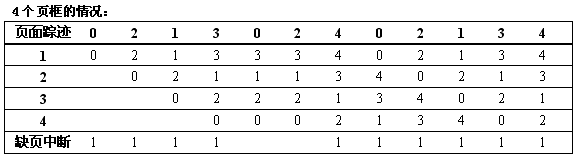 4 个页框的情况：
页面踪迹 0 2 1 3 0 2 4 0 2 1 3 4
1 0 2 1 3 3 3 4 0 2 1 3 4
2 0 2 1 1 1 3 4 0 2 1 3
3 0 2 2 2 1 3 4 0 2 1
4 0 0 0 2 1 3 4 0 2
缺页中断 1 1 1 1 1 1 1 1 1 1